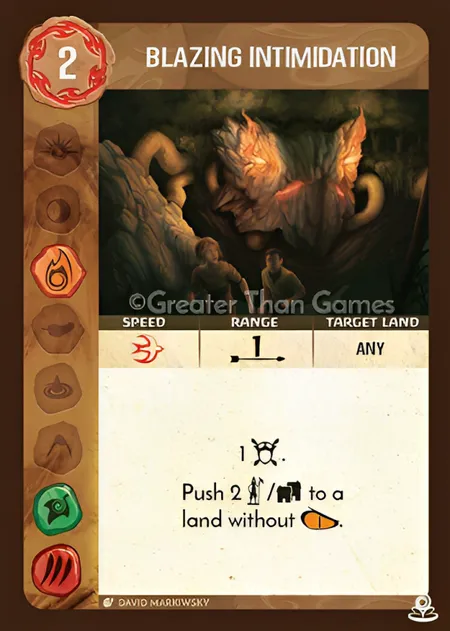 2
BLAZING INTIMIDATION
©Greater Than Games
SPEED RANGE TARGET LAND
1 ANY
1 .
Push 2 / to a
land without .
DAVID MARKIWSKY